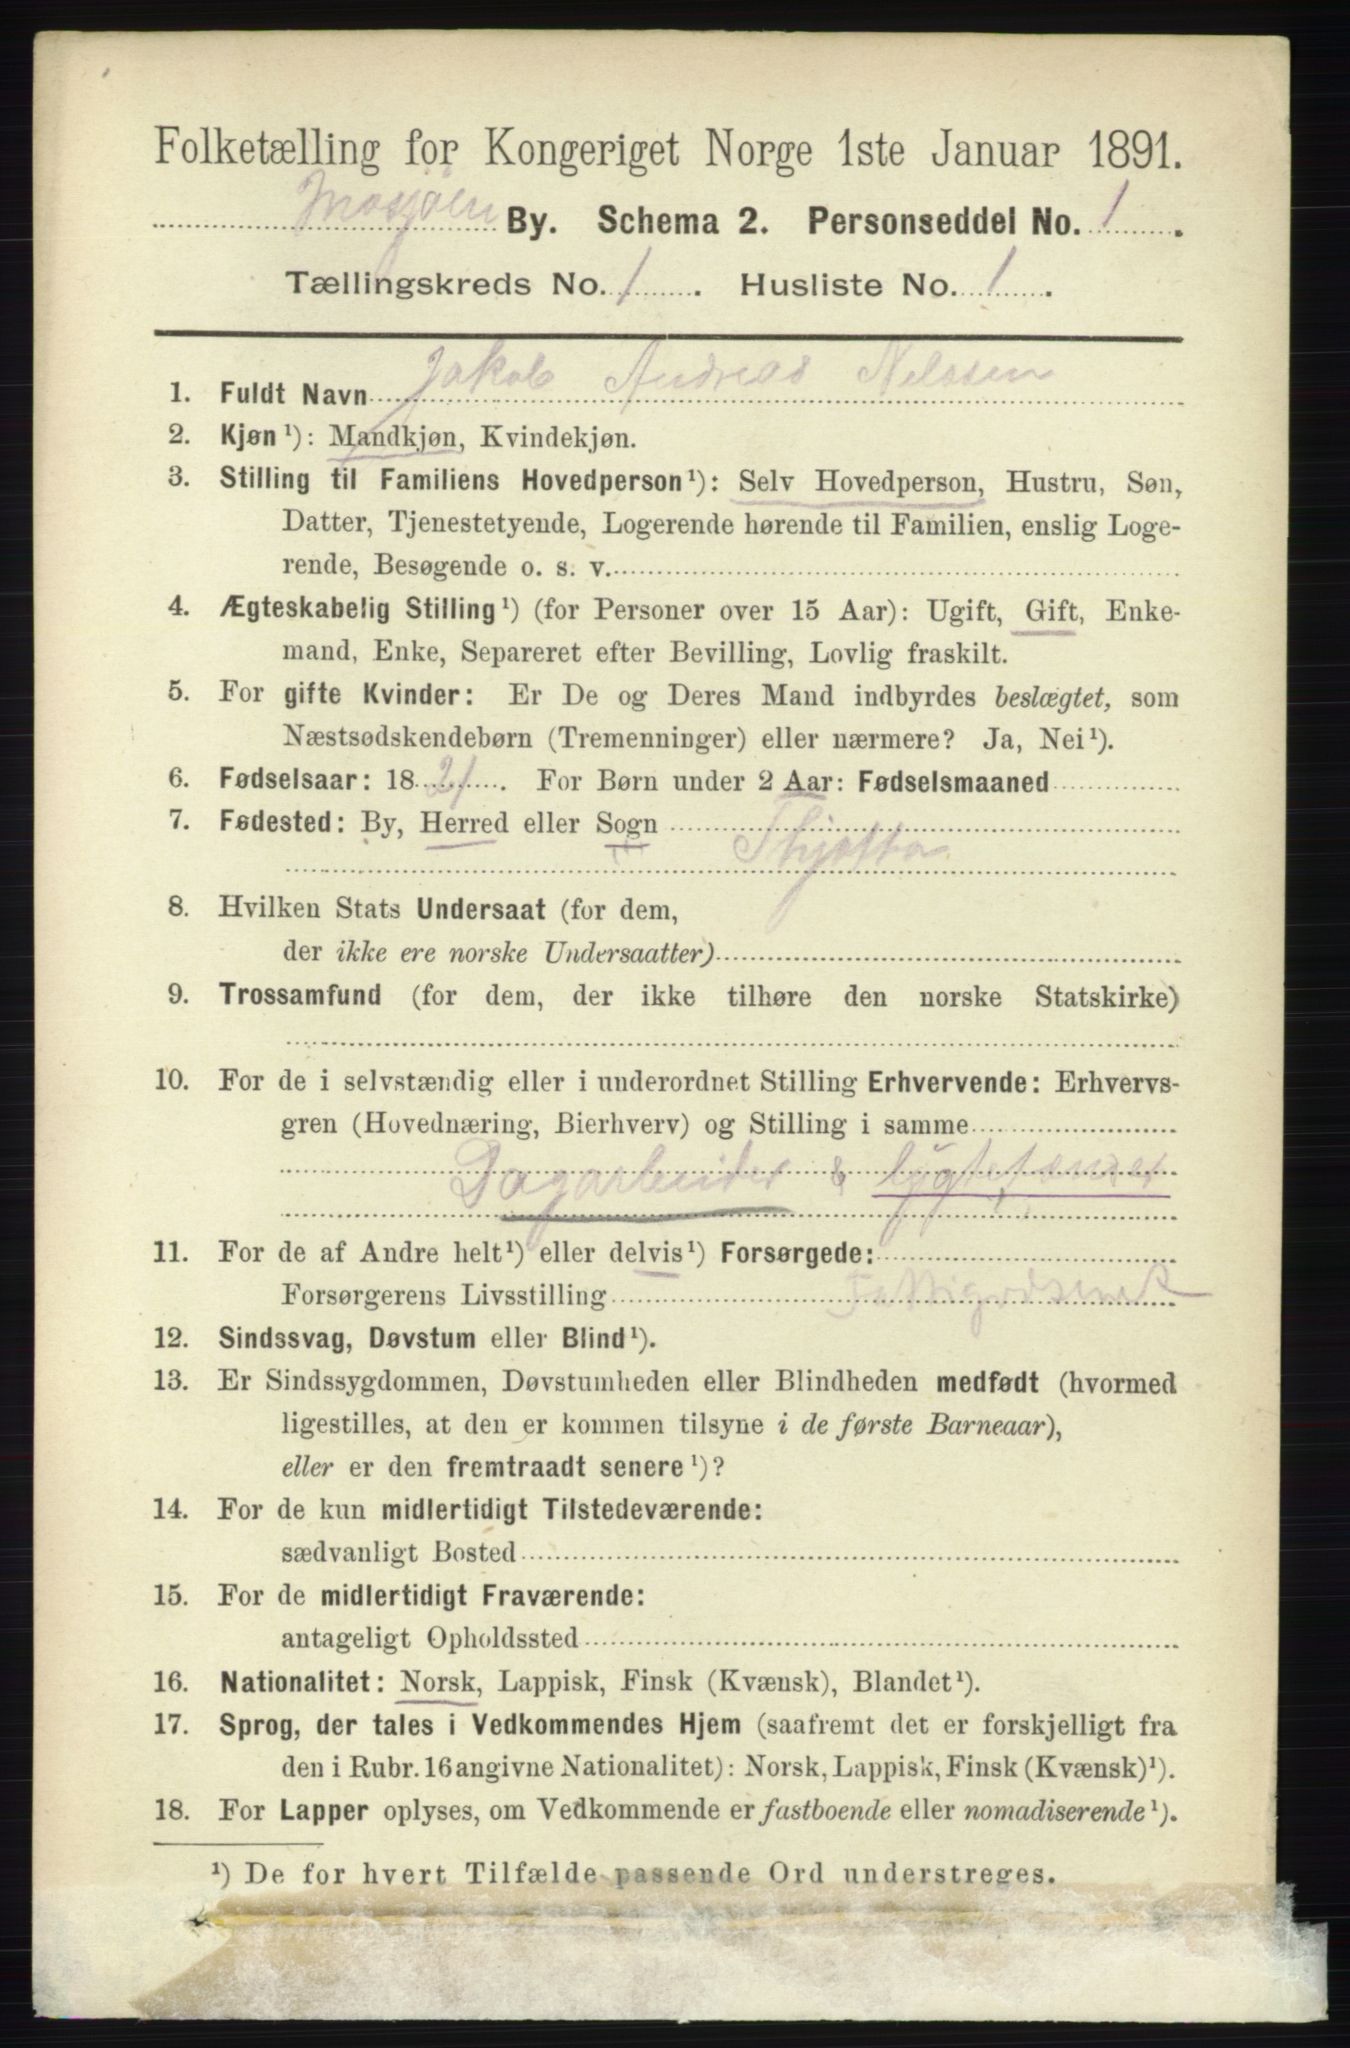 Folketælling for Kongeriget Norge 1ste Januar 1891.
Mosjøen By. Schema 2. Personseddel No. 1.
Tællingskreds No. 1. Husliste No. 1.
1. Fuldt Navn Jakob Andreas Nilssen
2. Kjøn¹): Mandkjøn, Kvindekjøn.
3. Stilling til Familiens Hovedperson¹): Selv Hovedperson, Hustru, Søn,
Datter, Tjenestetyende, Logerende hørende til Familien, enslig Loge-
rende, Besøgende o. s. v.
4. Ægteskabelig Stilling¹) (for Personer over 15 Aar): Ugift, Gift, Enke-
mand, Enke, Separeret efter Bevilling, Lovlig fraskilt.
5. For gifte Kvinder: Er De og Deres Mand indbyrdes beslægtet, som
Næstsødskendebørn (Tremenninger) eller nærmere? Ja, Nei¹).
6. Fødselsaar: 1821. For Børn under 2 Aar: Fødselsmaaned
7. Fødested: By, Herred eller Sogn
Thjøtta
8. Hvilken Stats Undersaat (for dem,
der ikke ere norske Undersaatter)
9. Trossamfund (for dem, der ikke tilhøre den norske Statskirke)
10. For de i selvstændig eller i underordnet Stilling Erhvervende: Erhvervs-
gren (Hovednæring, Bierhverv) og Stilling i samme
Dagarbeider & lygtetænder
11. For de af Andre helt¹) eller delvis¹) Forsørgede:
Forsørgerens Livsstilling Fattigvæsenet
12. Sindssvag, Døvstum eller Blind¹).
13. Er Sindssygdommen, Døvstumheden eller Blindheden medfødt (hvormed
ligestilles, at den er kommen tilsyne i de første Barneaar),
eller er den fremtraadt senere¹)?
14. For de kun midlertidigt Tilstedeværende:
sædvanligt Bosted
15. For de midlertidigt Fraværende:
antageligt Opholdssted
16. Nationalitet: Norsk, Lappisk, Finsk (Kvænsk), Blandet¹).
17. Sprog, der tales i Vedkommendes Hjem (saafremt det er forskjelligt fra
den i Rubr. 16 angivne Nationalitet): Norsk, Lappisk, Finsk (Kvænsk)¹).
18. For Lapper oplyses, om Vedkommende er fastboende eller nomadiserende¹).
¹) De for hvert Tilfælde passende Ord understreges.